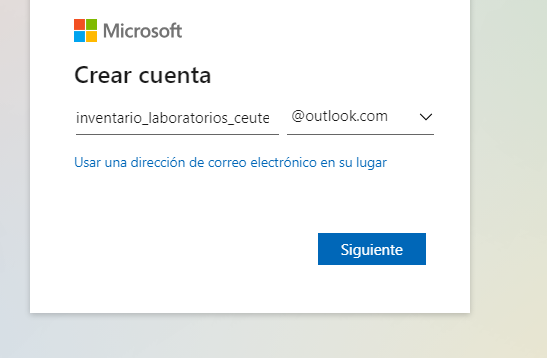 Microsoft
Crear cuenta
inventario_laboratorios_ceute @outlook.com
Usar una dirección de correo electrónico en su lugar
Siguiente